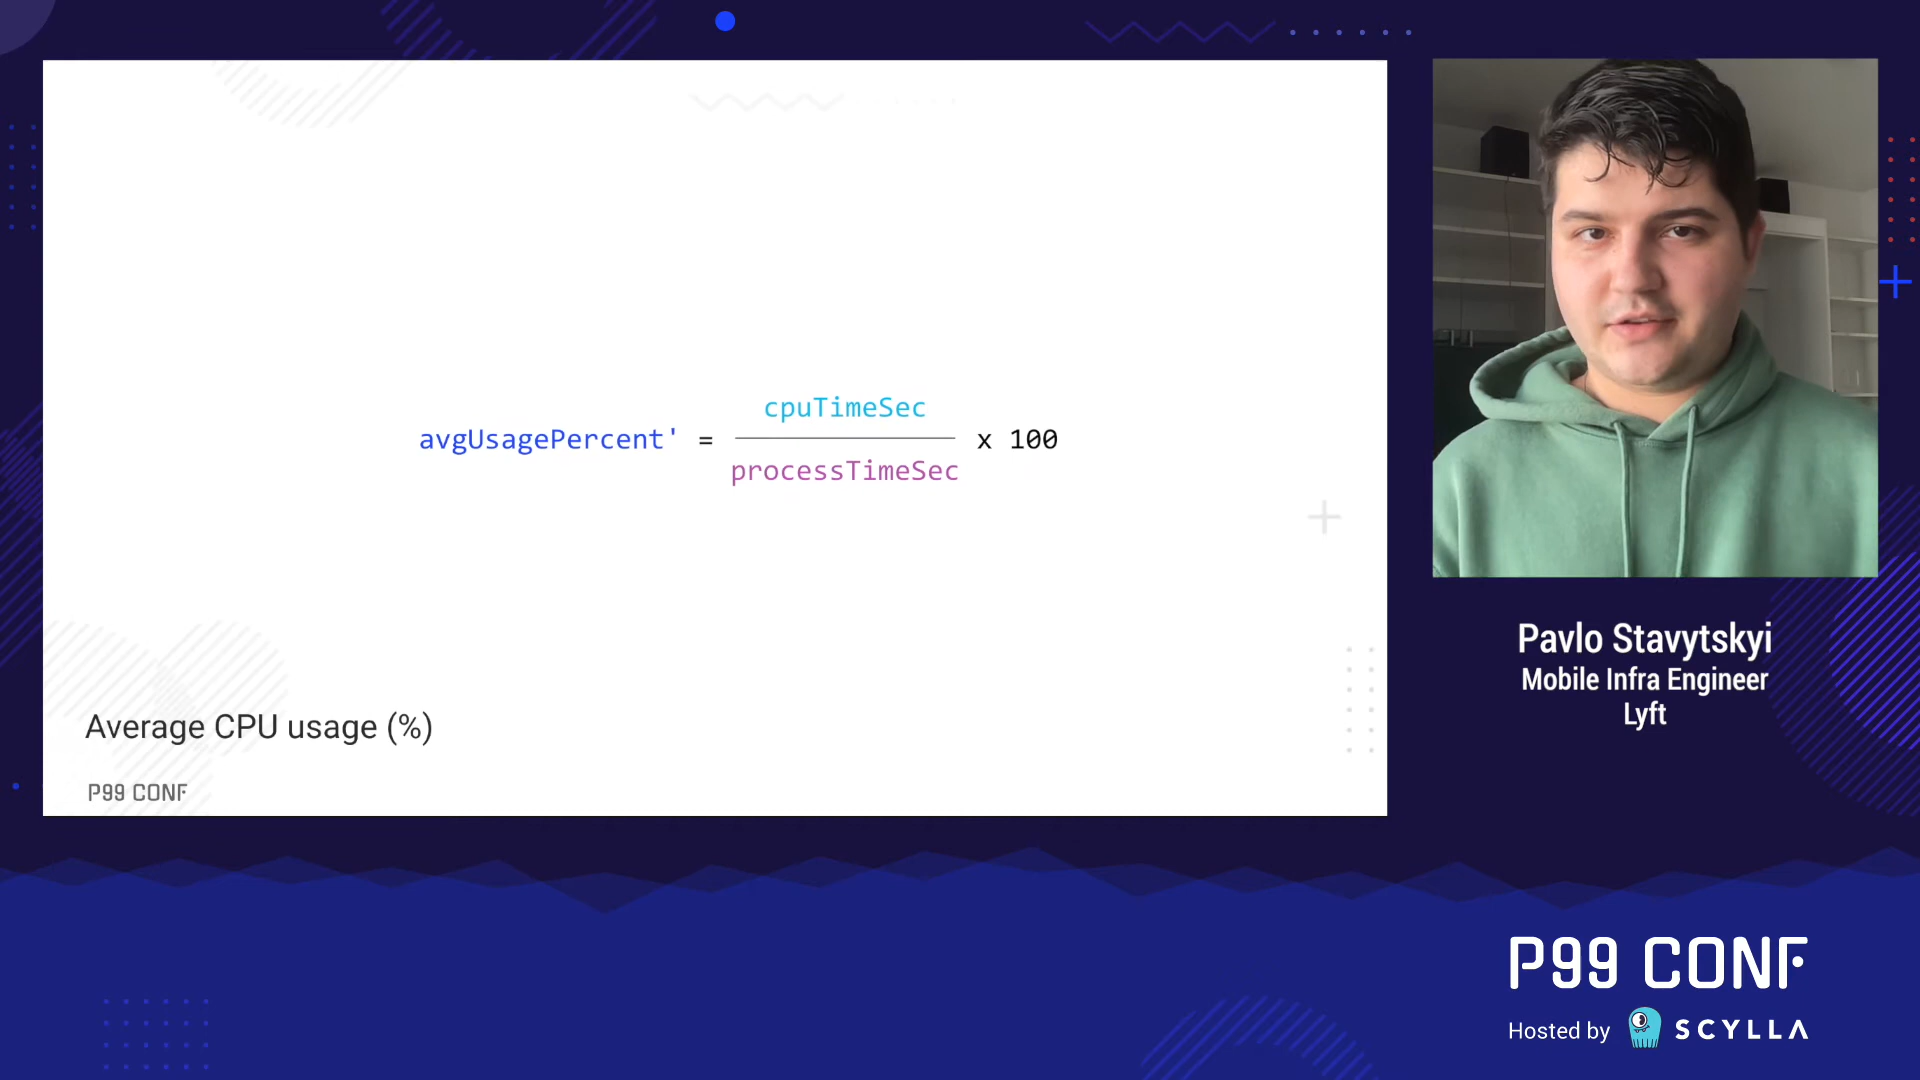 cpuTimeSec
avgUsagePercent' = x 100
processTimeSec
Average CPU usage (%)
P99 CONF
Pavlo Stavytskyi
Mobile Infra Engineer
Lyft
P99 CONF
Hosted by SCYLLA